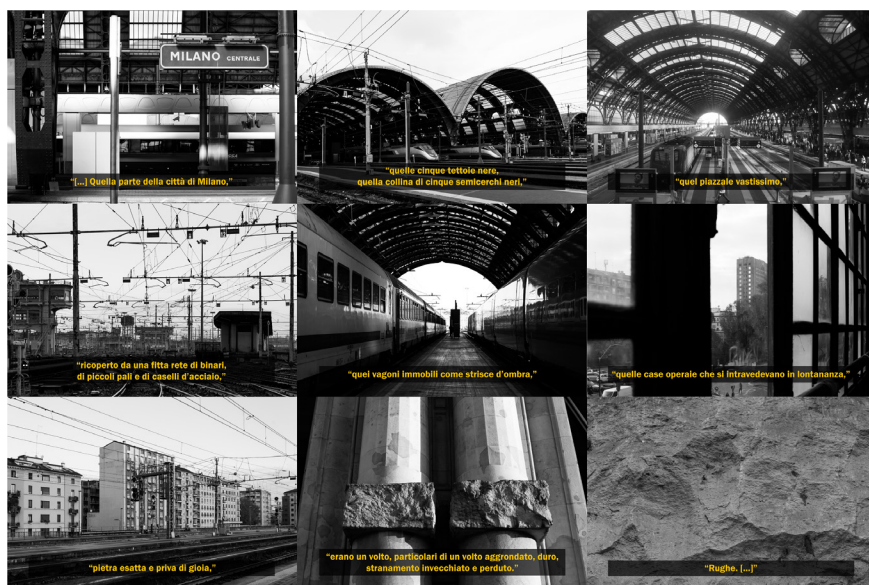 MILANO CENTRALE
“[...] Quella parte della città di Milano,”
“quelle cinque tettoie nere,
quella collina di cinque semicerchi neri,”
“quel piazzale vastissimo,”
“ricoperto da una fitta rete di binari,
di piccoli pali e di caselli d’acciaio,”
“quei vagoni immobili come strisce d’ombra,”
“quelle case operaie che si intravedevano in lontananza,”
“pietra esatta e priva di gioia,”
“erano un volto, particolari di un volto aggrondato, duro,
stranamento invecchiato e perduto.”
“Rughe. [...]”